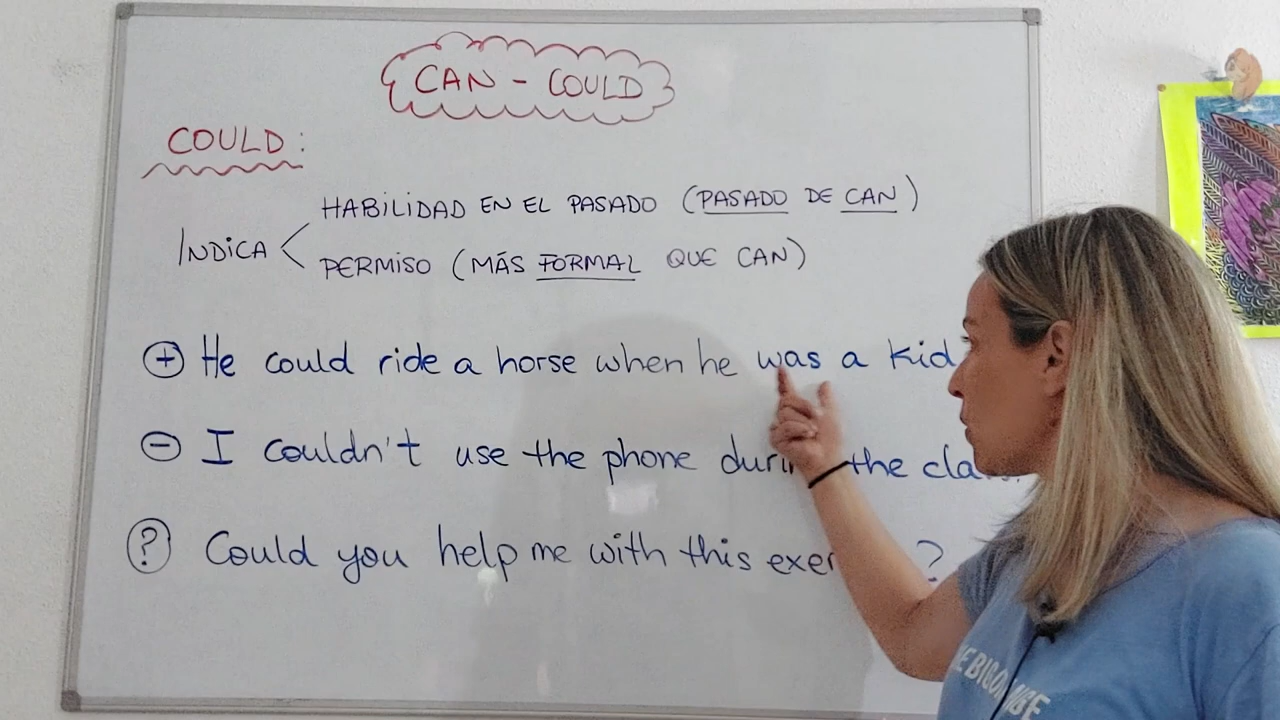 CAN - COULD
COULD:
INDICA
HABILIDAD EN EL PASADO (PASADO DE CAN)
PERMISO (MÁS FORMAL QUE CAN)
+ He could ride a horse when he was a kid
- I couldn't use the phone the
? Could you help me with this ?